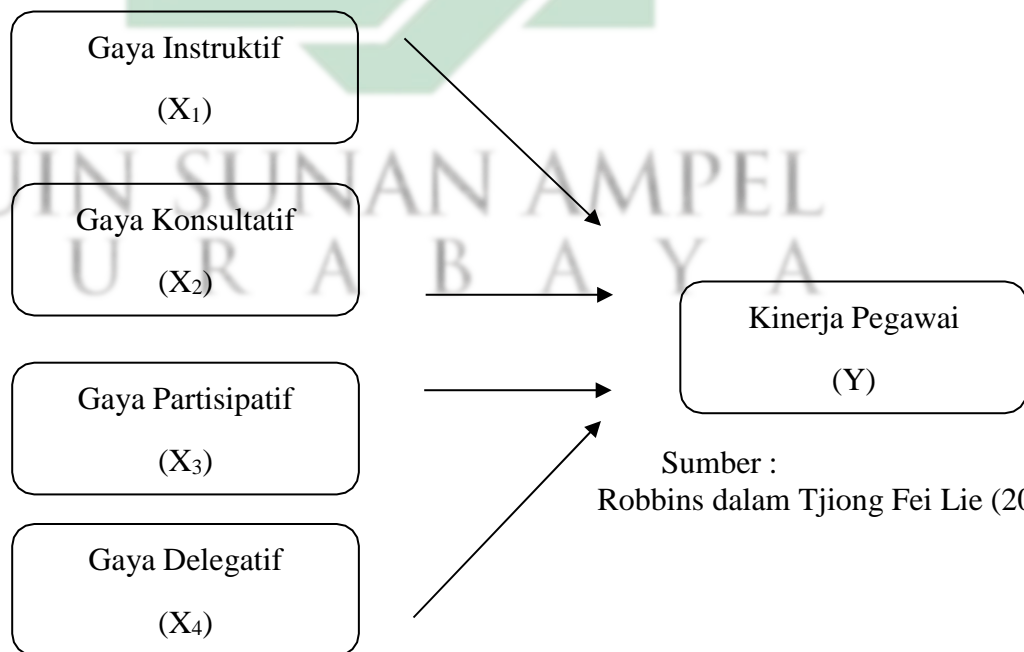 Gaya Instruktif
(X₁)
UIN SUNAN AMPEL
Gaya Konsultatif
(X₂)
U R A B A Y A
Kinerja Pegawai
(Y)
Gaya Partisipatif
(X₃)
Sumber :
Robbins dalam Tjiong Fei Lie (20
Gaya Delegatif
(X₄)